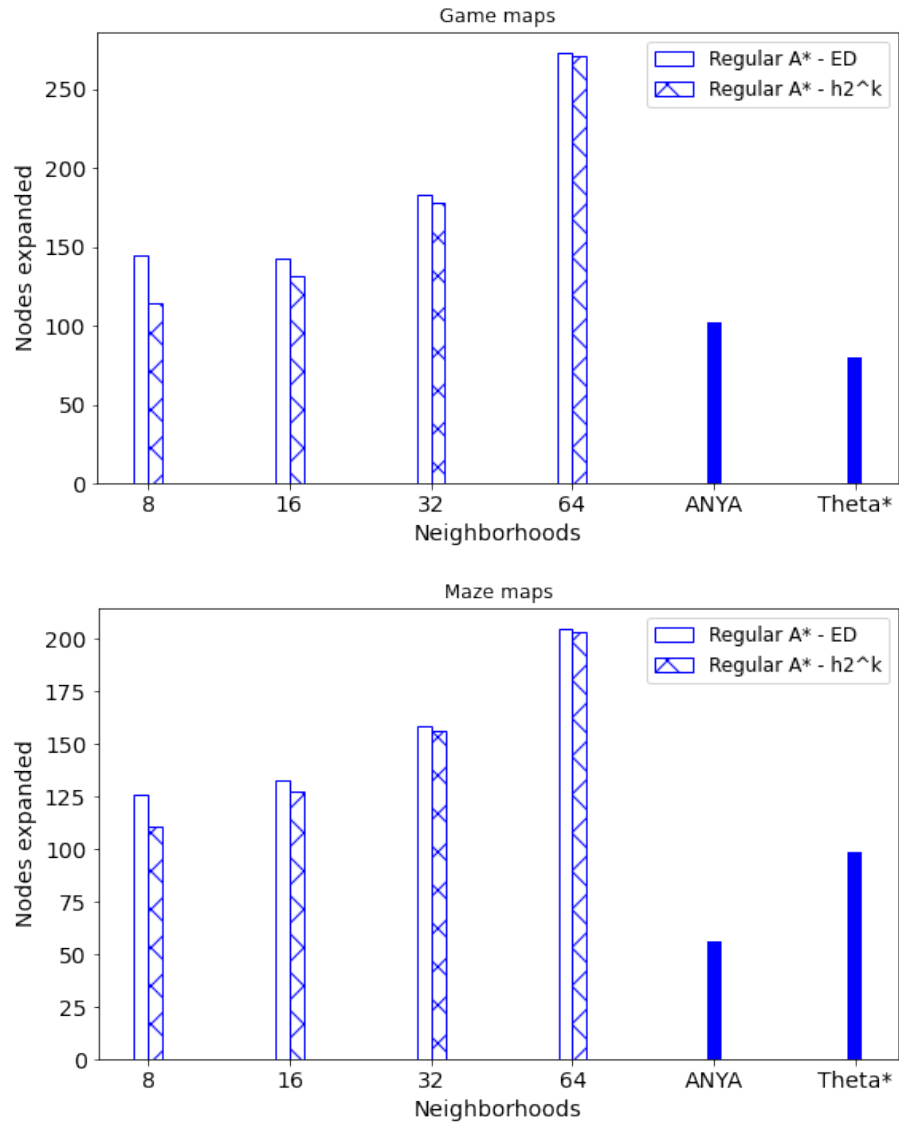 Game maps
Regular A* - ED
Regular A* - h2^k
Nodes expanded
250
200
150
100
50
0
8 16 32 64 ANYA Theta*
Neighborhoods
Maze maps
Regular A* - ED
Regular A* - h2^k
Nodes expanded
200
175
150
125
100
75
50
25
0
8 16 32 64 ANYA Theta*
Neighborhoods